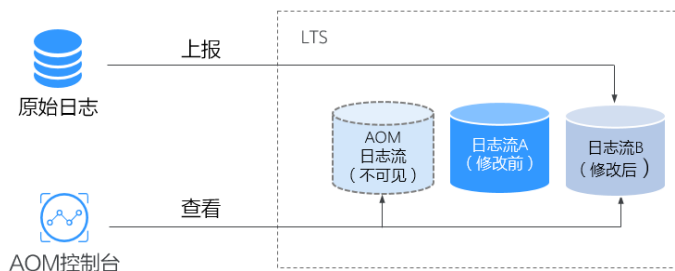 LTS
上报
原始日志
AOM
日志流
（不可见）
日志流A
（修改前）
日志流B
（修改后）
查看
AOM控制台